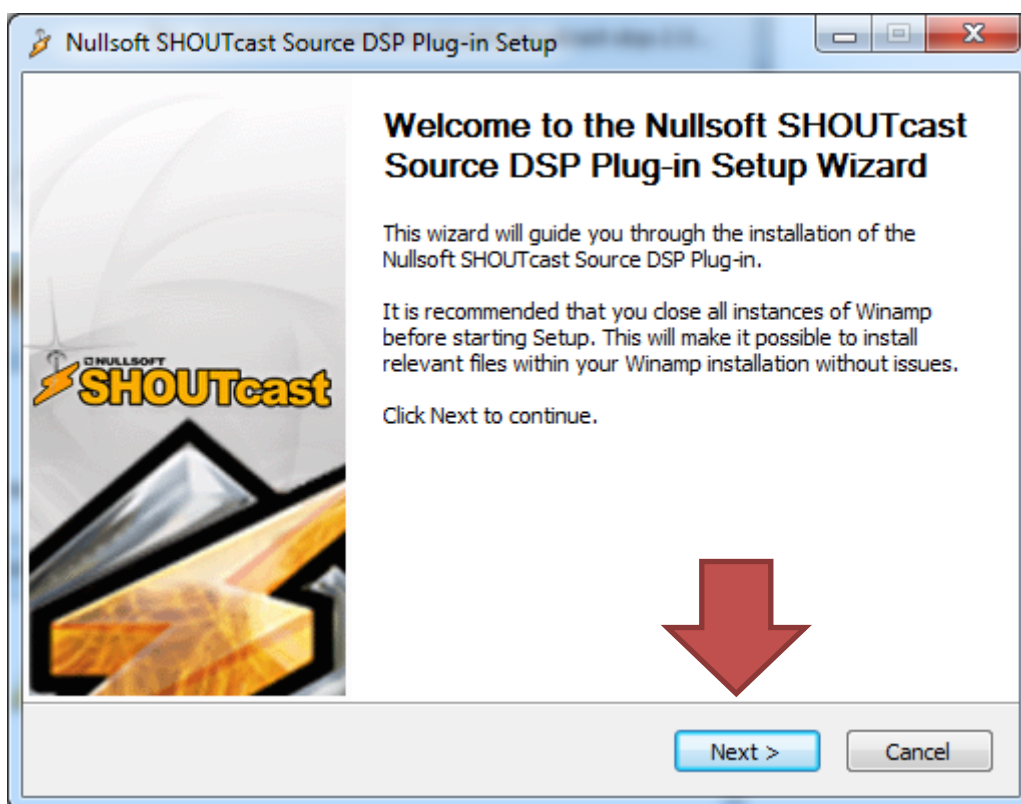 Nullsoft SHOUTcast Source DSP Plug-in Setup
Welcome to the Nullsoft SHOUTcast
Source DSP Plug-in Setup Wizard
This wizard will guide you through the installation of the
Nullsoft SHOUTcast Source DSP Plug-in.
It is recommended that you close all instances of Winamp
before starting Setup. This will make it possible to install
relevant files within your Winamp installation without issues.
Click Next to continue.
NULLSOFT
SHOUTcast
Next >
Cancel